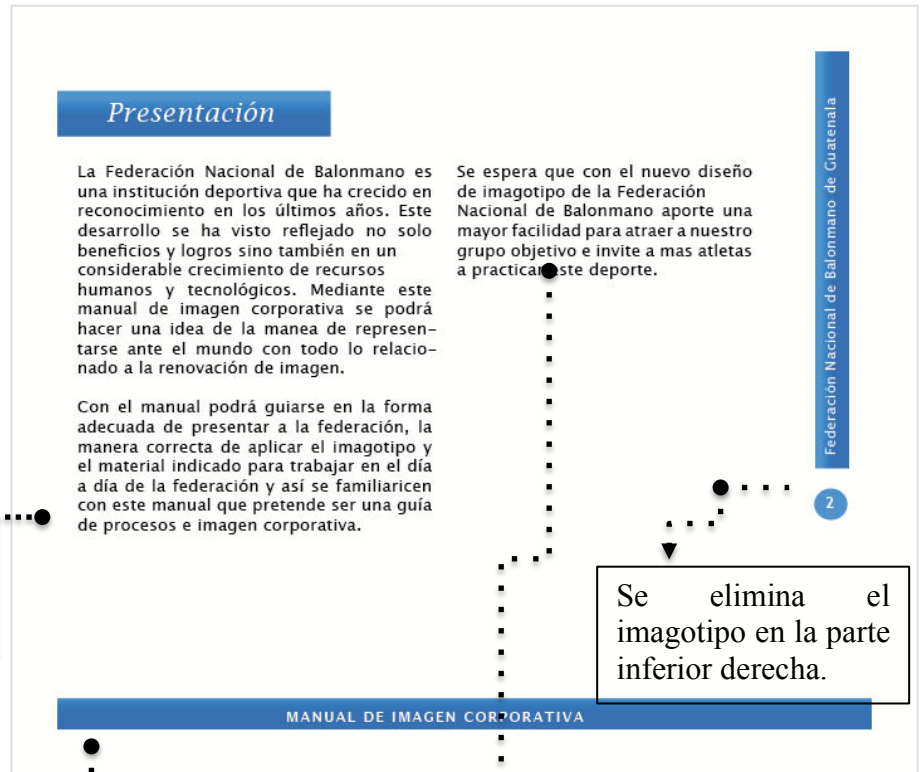 Presentación
La Federación Nacional de Balonmano es
una institución deportiva que ha crecido en
reconocimiento en los últimos años. Este
desarrollo se ha visto reflejado no solo
beneficios y logros sino también en un
considerable crecimiento de recursos
humanos y tecnológicos. Mediante este
manual de imagen corporativa se podrá
hacer una idea de la manea de represen-
tarse ante el mundo con todo lo relacio-
nado a la renovación de imagen.
Con el manual podrá guiarse en la forma
adecuada de presentar a la federación, la
manera correcta de aplicar el imagotipo y
el material indicado para trabajar en el día
a día de la federación y así se familiaricen
con este manual que pretende ser una guía
de procesos e imagen corporativa.
Se espera que con el nuevo diseño
de imagotipo de la Federación
Nacional de Balonmano aporte una
mayor facilidad para atraer a nuestro
grupo objetivo e invite a mas atletas
a practicar este deporte.
Federación Nacional de Balonmano de Guatenala
2
Se elimina el
imagotipo en la parte
inferior derecha.
MANUAL DE IMAGEN CORPORATIVA